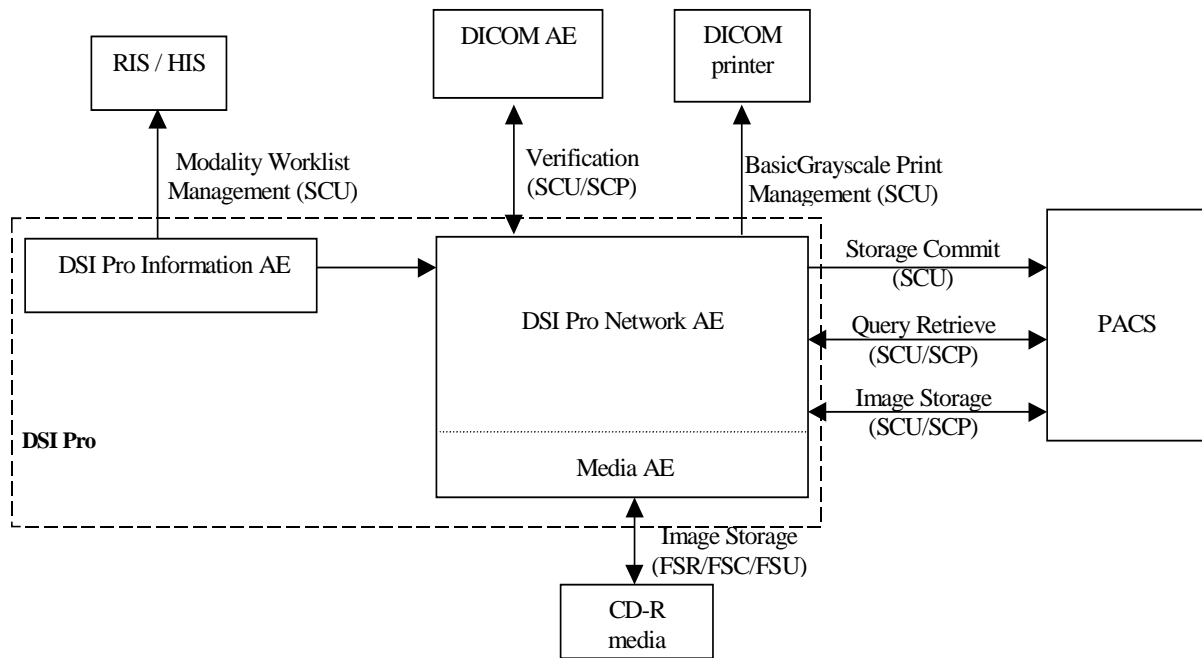 RIS / HIS
DICOM AE
DICOM
printer
Modality Worklist
Management (SCU)
Verification
(SCU/SCP)
BasicGrayscale Print
Management (SCU)
DSI Pro Information AE
DSI Pro Network AE
Storage Commit
(SCU)
Query Retrieve
(SCU/SCP)
Image Storage
(SCU/SCP)
PACS
DSI Pro
Media AE
Image Storage
(FSR/FSC/FSU)
CD-R
media